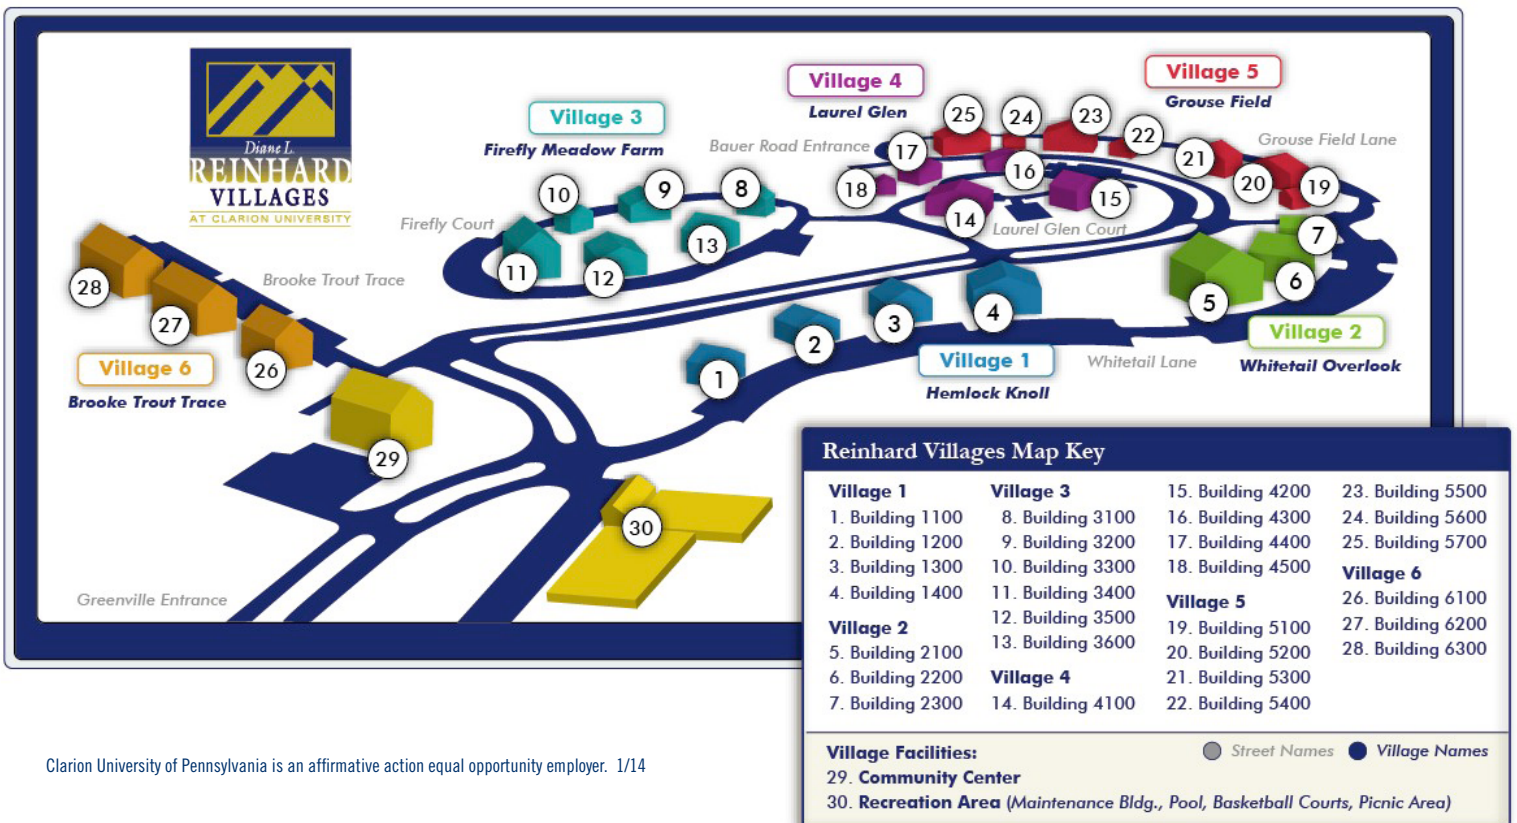 Diane L.
REINHARD
VILLAGES
AT CLARION UNIVERSITY
Village 3
Firefly Meadow Farm
Village 4
Laurel Glen
Village 5
Grouse Field
Bauer Road Entrance
Grouse Field Lane
Firefly Court
Laurel Glen Court
Brooke Trout Trace
Village 6
Brooke Trout Trace
Village 1
Hemlock Knoll
Whitetail Lane
Village 2
Whitetail Overlook
Greenville Entrance
1
2
3
4
5
6
7
8
9
10
11
12
13
14
15
16
17
18
19
20
21
22
23
24
25
26
27
28
29
30
Reinhard Villages Map Key
Village 1
1. Building 1100
2. Building 1200
3. Building 1300
4. Building 1400
Village 2
5. Building 2100
6. Building 2200
7. Building 2300
Village 3
8. Building 3100
9. Building 3200
10. Building 3300
11. Building 3400
12. Building 3500
13. Building 3600
Village 4
14. Building 4100
15. Building 4200
16. Building 4300
17. Building 4400
18. Building 4500
Village 5
19. Building 5100
20. Building 5200
21. Building 5300
22. Building 5400
23. Building 5500
24. Building 5600
25. Building 5700
Village 6
26. Building 6100
27. Building 6200
28. Building 6300
Village Facilities:
Street Names
Village Names
29. Community Center
30. Recreation Area (Maintenance Bldg., Pool, Basketball Courts, Picnic Area)
Clarion University of Pennsylvania is an affirmative action equal opportunity employer. 1/14